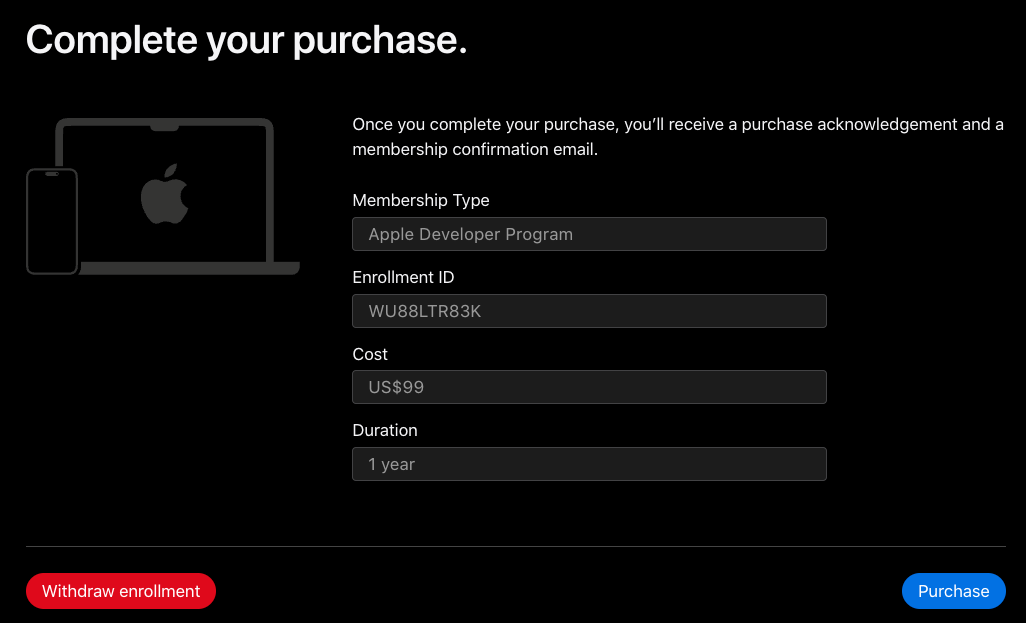 Complete your purchase.
Once you complete your purchase, you’ll receive a purchase acknowledgement and a
membership confirmation email.
Membership Type
Apple Developer Program
Enrollment ID
WU88LTR83K
Cost
US$99
Duration
1 year
Withdraw enrollment
Purchase